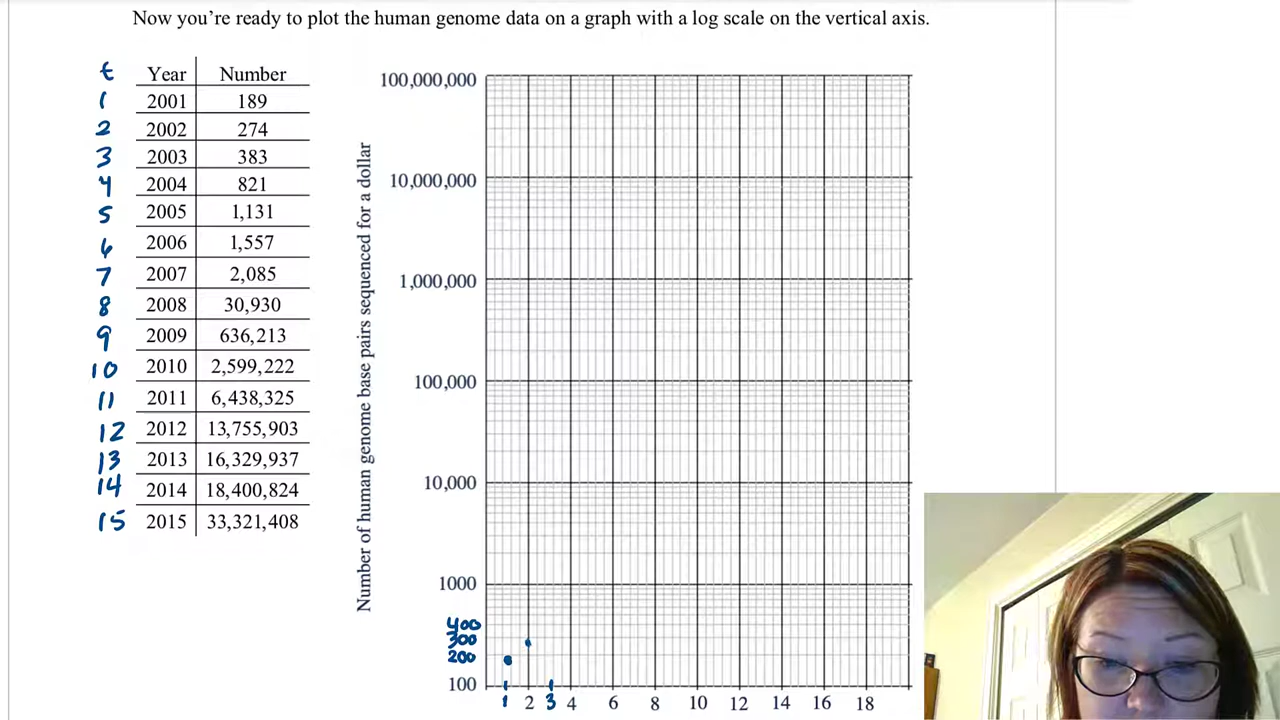 Now you're ready to plot the human genome data on a graph with a log scale on the vertical axis.
t Year Number
1 2001 189
2 2002 274
3 2003 383
4 2004 821
5 2005 1,131
6 2006 1,557
7 2007 2,085
8 2008 30,930
9 2009 636,213
10 2010 2,599,222
11 2011 6,438,325
12 2012 13,755,903
13 2013 16,329,937
14 2014 18,400,824
15 2015 33,321,408
Number of human genome base pairs sequenced for a dollar
100,000,000
10,000,000
1,000,000
100,000
10,000
1000
400
300
200
100
1 2 3 4 6 8 10 12 14 16 18